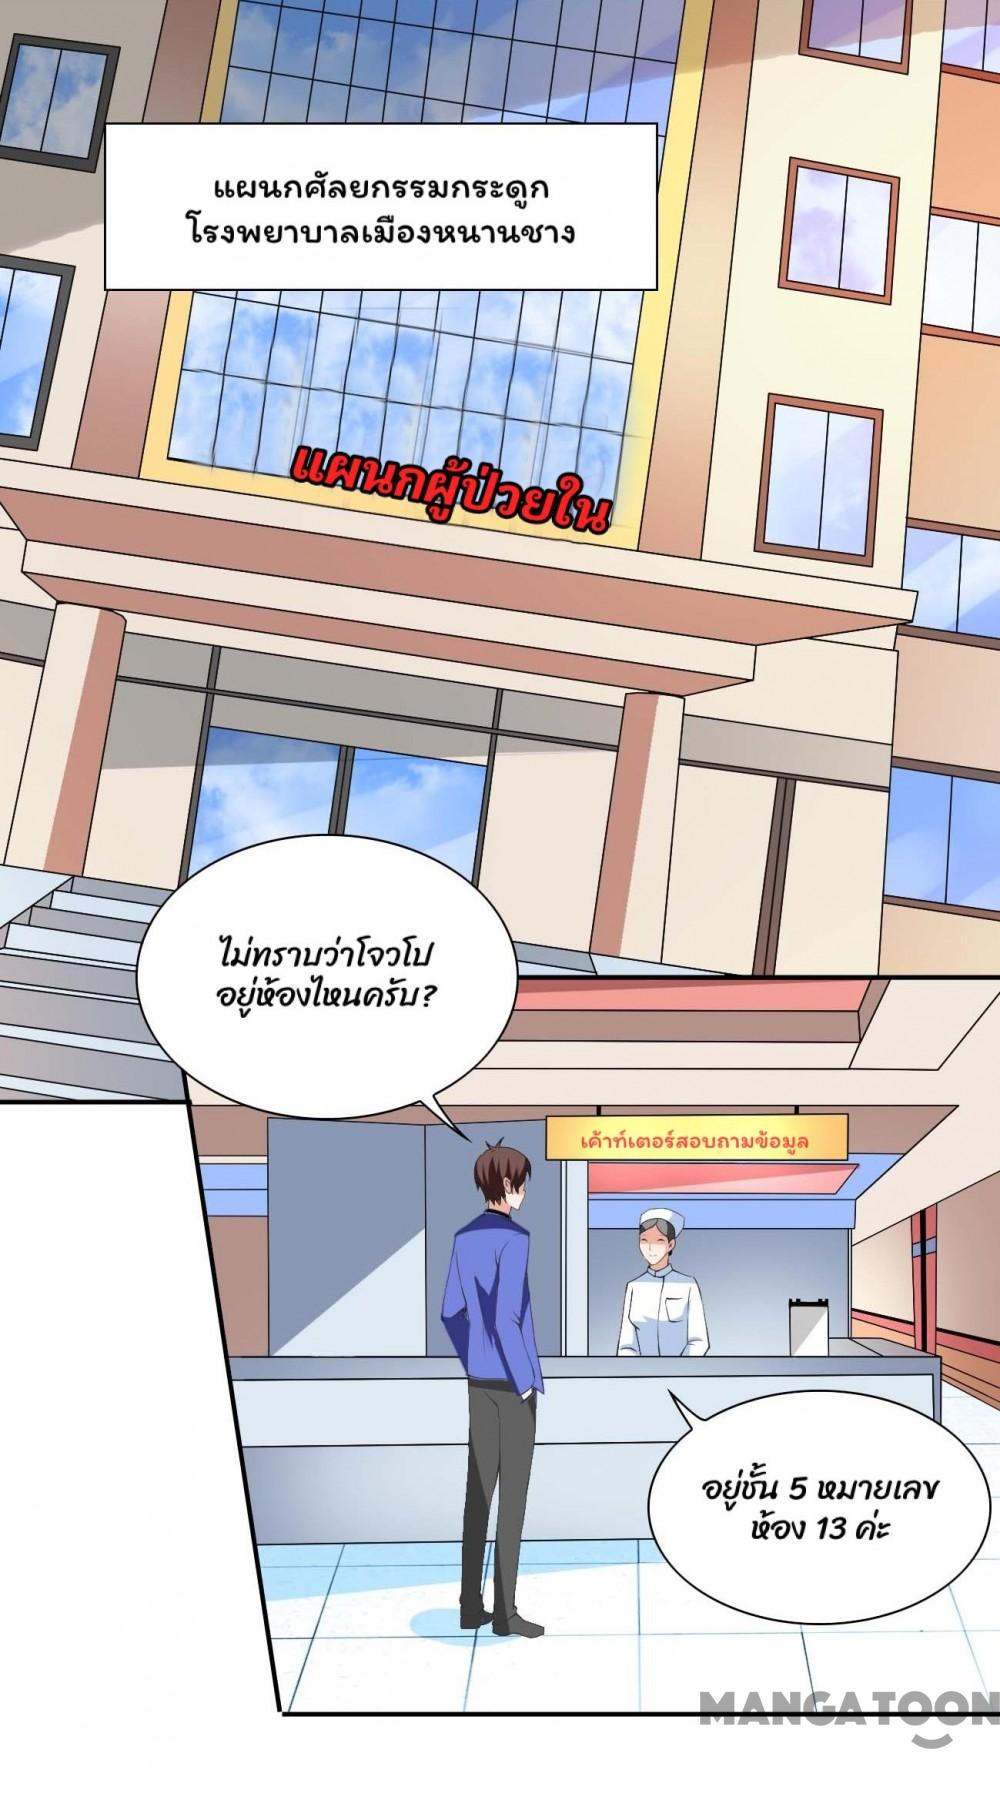 แผนกศัลยกรรมกระดูก
โรงพยาบาลเมืองหนานชาง
แผนกผู้ป่วยใน
ไม่ทราบว่าโจวโป
อยู่ห้องไหนครับ?
เค้าท์เตอร์สอบถามข้อมูล
อยู่ชั้น 5 หมายเลข
ห้อง 13 ค่ะ
MANGATOON